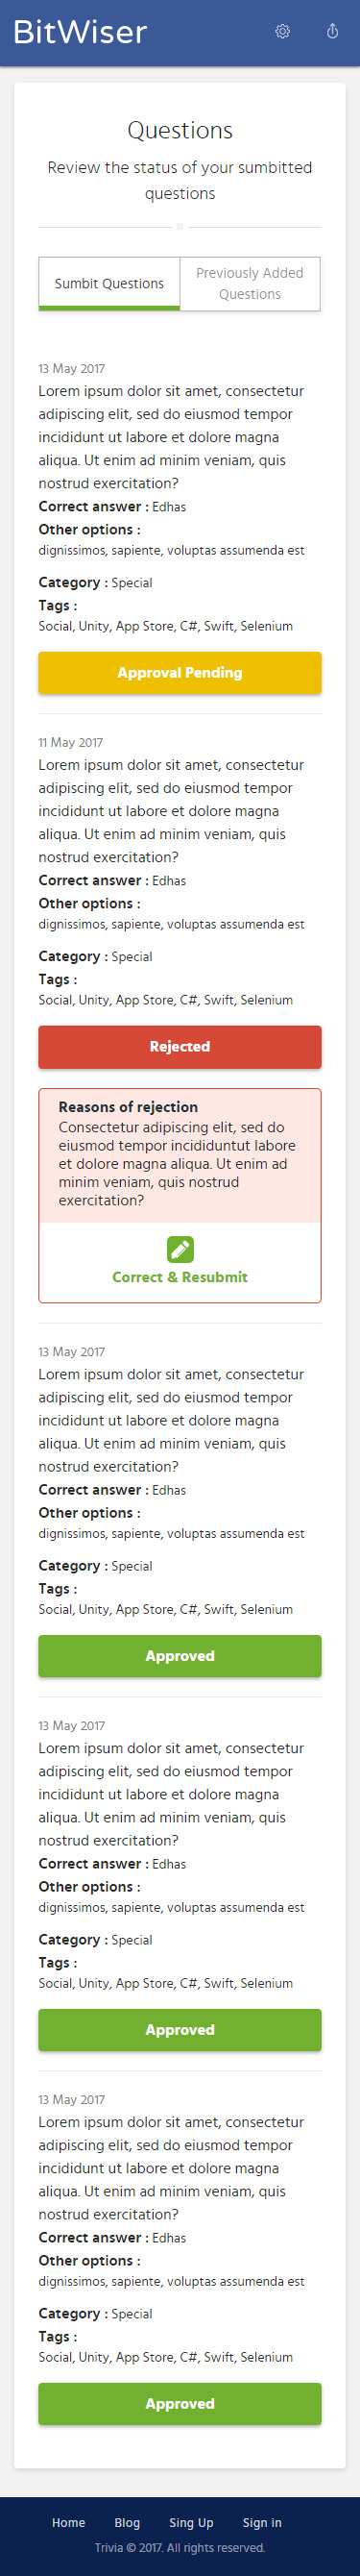 BitWiser
Questions
Review the status of your sumbitted
questions
Sumbit Questions
Previously Added
Questions
13 May 2017
Lorem ipsum dolor sit amet, consectetur
adipiscing elit, sed do eiusmod tempor
incididunt ut labore et dolore magna
aliqua. Ut enim ad minim veniam, quis
nostrud exercitation?
Correct answer : Edhas
Other options :
dignissimos, sapiente, voluptas assumenda est
Category : Special
Tags :
Social, Unity, App Store, C#, Swift, Selenium
Approval Pending
11 May 2017
Lorem ipsum dolor sit amet, consectetur
adipiscing elit, sed do eiusmod tempor
incididunt ut labore et dolore magna
aliqua. Ut enim ad minim veniam, quis
nostrud exercitation?
Correct answer : Edhas
Other options :
dignissimos, sapiente, voluptas assumenda est
Category : Special
Tags :
Social, Unity, App Store, C#, Swift, Selenium
Rejected
Reasons of rejection
Consectetur adipiscing elit, sed do
eiusmod tempor incididuntut labore
et dolore magna aliqua. Ut enim ad
minim veniam, quis nostrud
exercitation?
Correct & Resubmit
13 May 2017
Lorem ipsum dolor sit amet, consectetur
adipiscing elit, sed do eiusmod tempor
incididunt ut labore et dolore magna
aliqua. Ut enim ad minim veniam, quis
nostrud exercitation?
Correct answer : Edhas
Other options :
dignissimos, sapiente, voluptas assumenda est
Category : Special
Tags :
Social, Unity, App Store, C#, Swift, Selenium
Approved
13 May 2017
Lorem ipsum dolor sit amet, consectetur
adipiscing elit, sed do eiusmod tempor
incididunt ut labore et dolore magna
aliqua. Ut enim ad minim veniam, quis
nostrud exercitation?
Correct answer : Edhas
Other options :
dignissimos, sapiente, voluptas assumenda est
Category : Special
Tags :
Social, Unity, App Store, C#, Swift, Selenium
Approved
13 May 2017
Lorem ipsum dolor sit amet, consectetur
adipiscing elit, sed do eiusmod tempor
incididunt ut labore et dolore magna
aliqua. Ut enim ad minim veniam, quis
nostrud exercitation?
Correct answer : Edhas
Other options :
dignissimos, sapiente, voluptas assumenda est
Category : Special
Tags :
Social, Unity, App Store, C#, Swift, Selenium
Approved
Home Blog Sing Up Sign in
Trivia © 2017. All rights reserved.